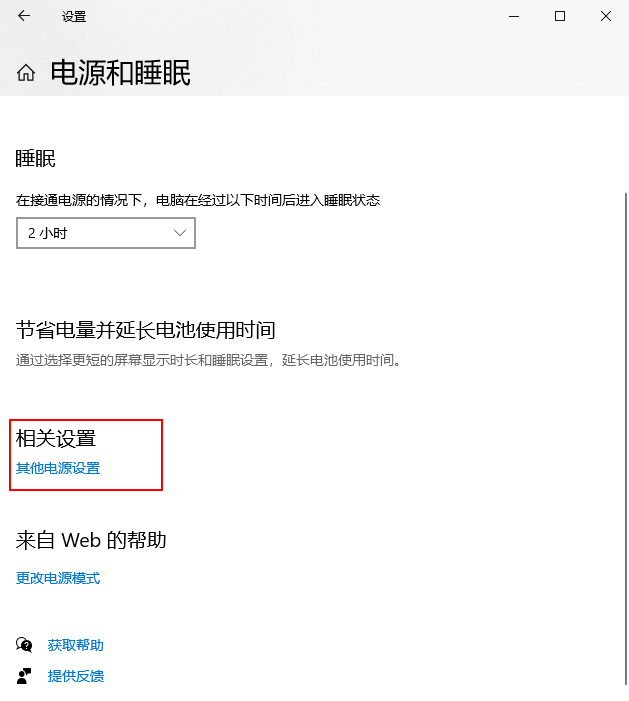 设置
电源和睡眠
睡眠
在接通电源的情况下，电脑在经过以下时间后进入睡眠状态
2 小时
节省电量并延长电池使用时间
通过选择更短的屏幕显示时长和睡眠设置，延长电池使用时间。
相关设置
其他电源设置
来自 Web 的帮助
更改电源模式
获取帮助
提供反馈